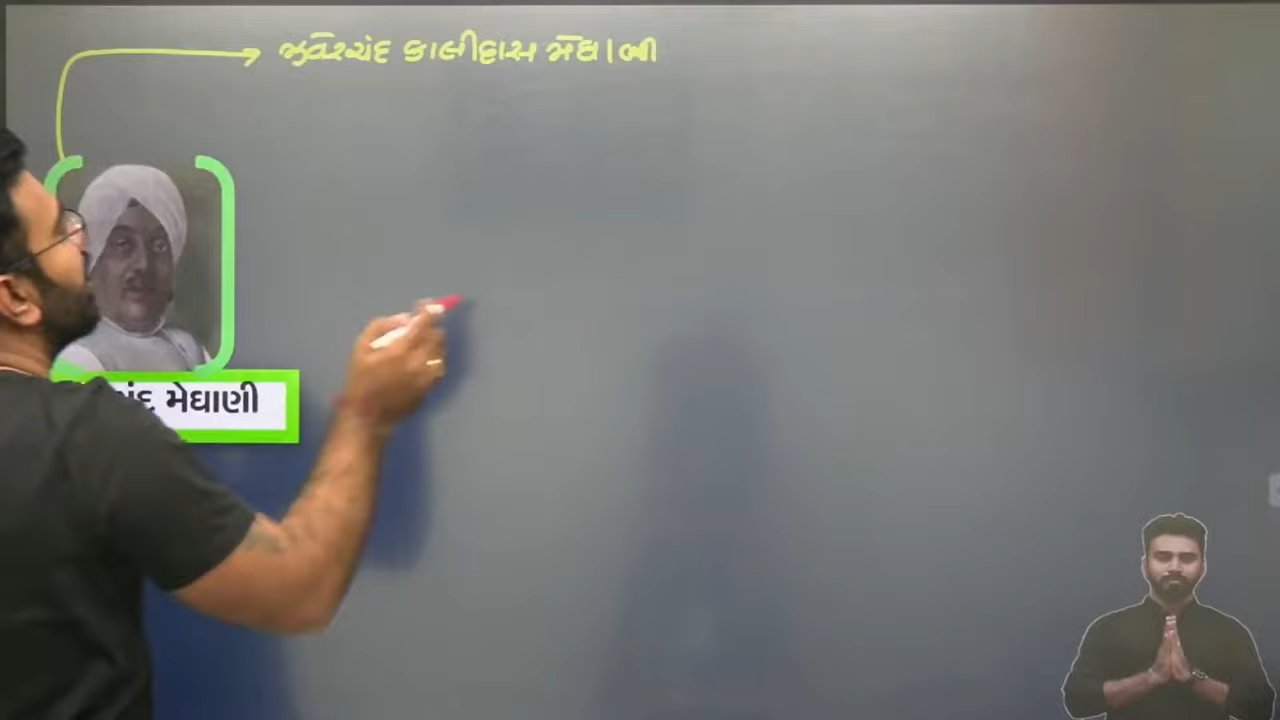 ઝવેરચંદ કાલીદાસ મેઘાણી
ચંદ મેઘાણી